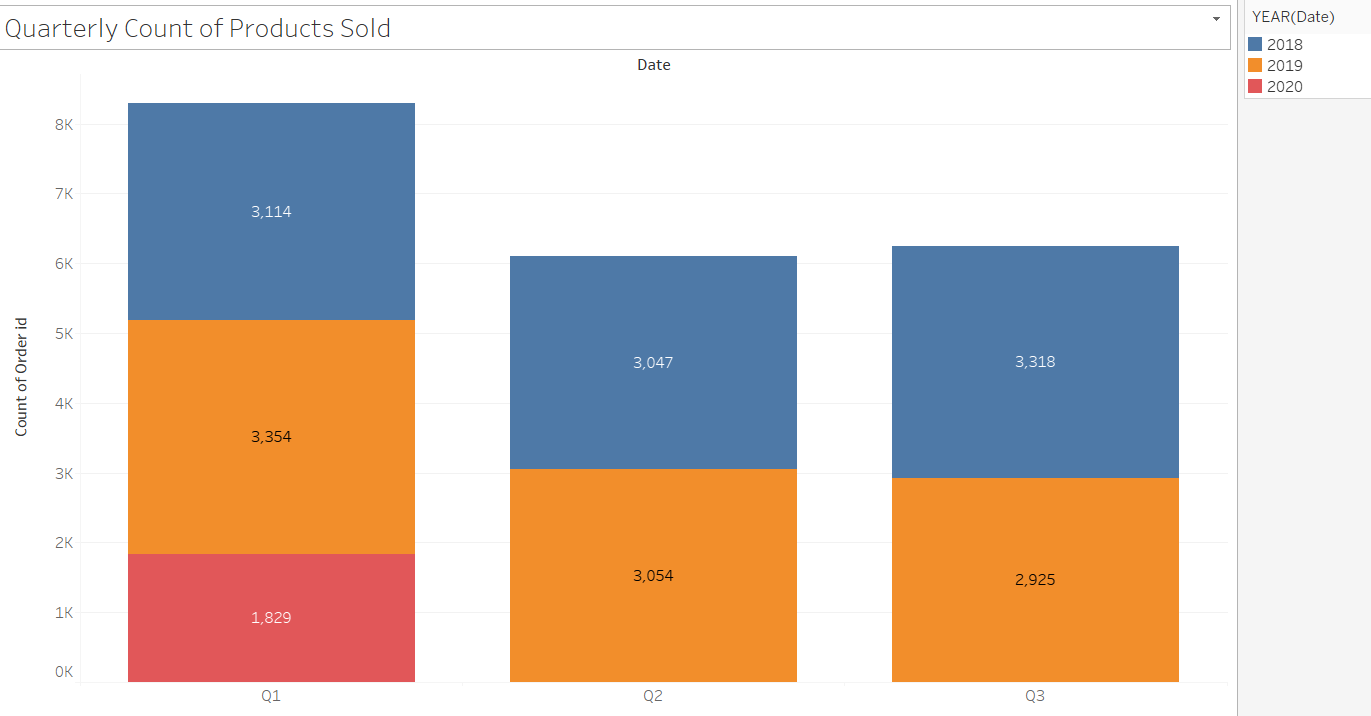 Quarterly Count of Products Sold
YEAR(Date)
2018
2019
2020
Date
Count of Order id
8K
7K
6K
5K
4K
3K
2K
1K
0K
3,114
3,354
1,829
3,047
3,054
3,318
2,925
Q1
Q2
Q3